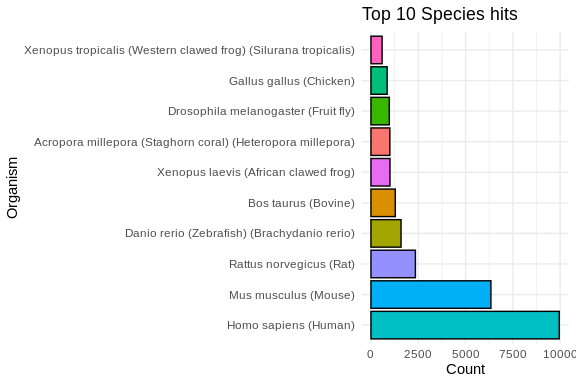 Top 10 Species hits
Xenopus tropicalis (Western clawed frog) (Silurana tropicalis)
Gallus gallus (Chicken)
Drosophila melanogaster (Fruit fly)
Acropora millepora (Staghorn coral) (Heteropora millepora)
Xenopus laevis (African clawed frog)
Bos taurus (Bovine)
Danio rerio (Zebrafish) (Brachydanio rerio)
Rattus norvegicus (Rat)
Mus musculus (Mouse)
Homo sapiens (Human)
Organism
0 2500 5000 7500 10000
Count